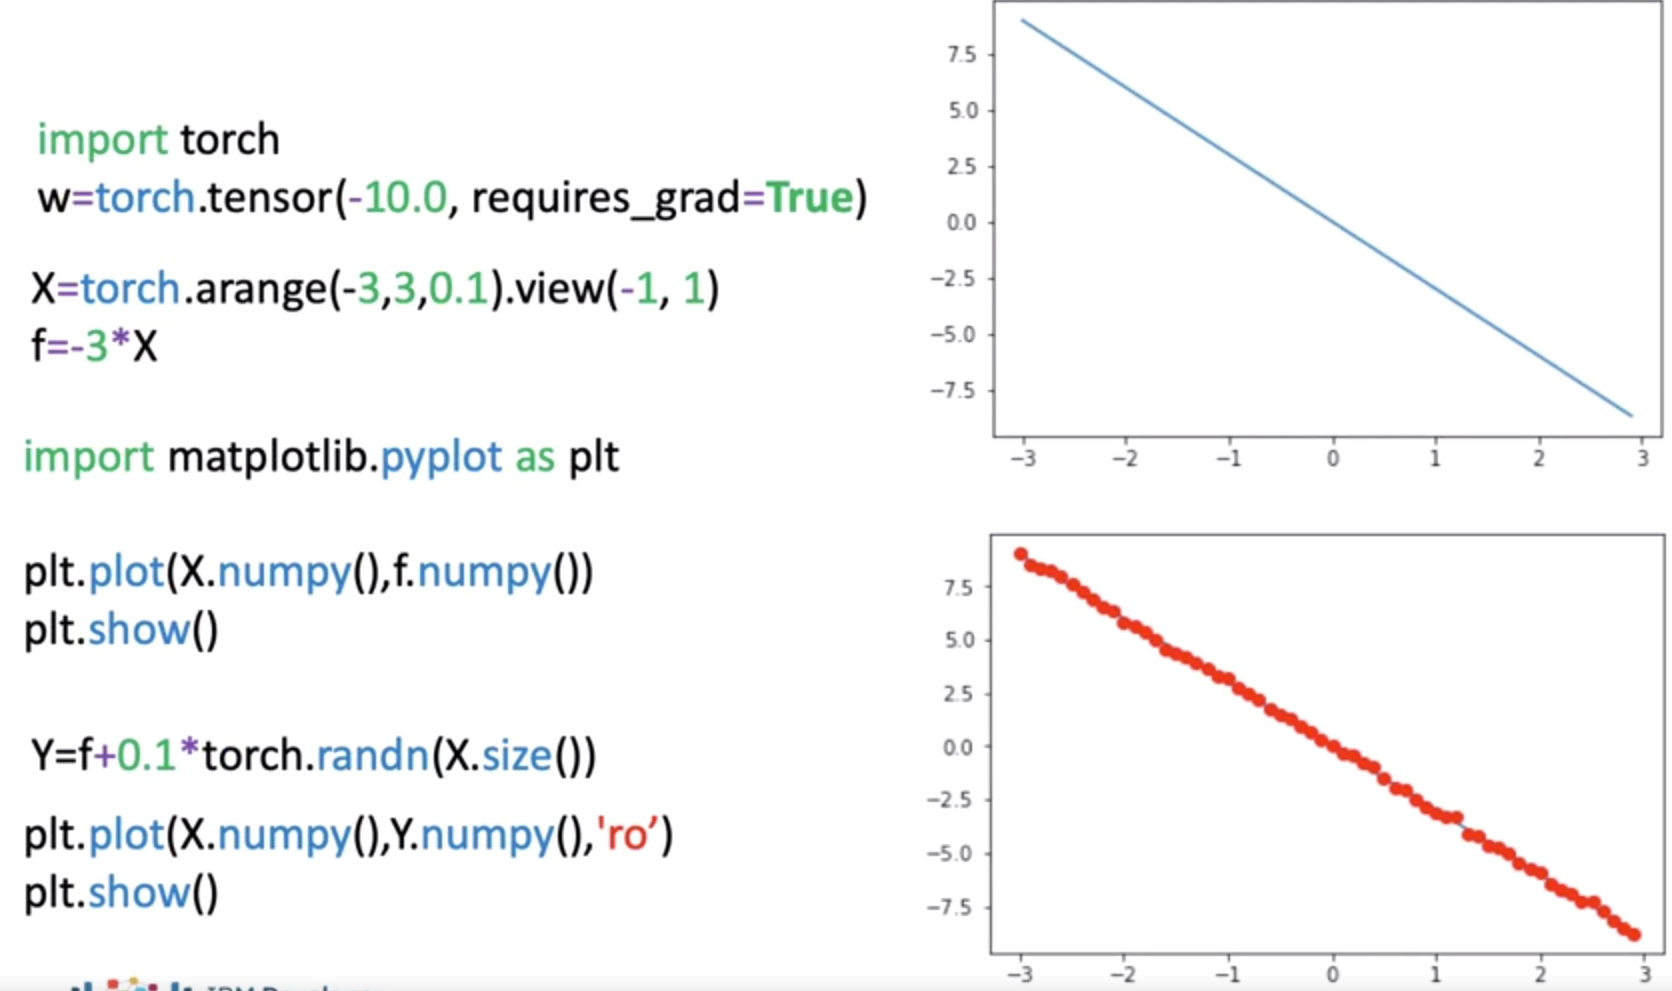 import torch
w=torch.tensor(-10.0, requires_grad=True)
X=torch.arange(-3,3,0.1).view(-1, 1)
f=-3*X
import matplotlib.pyplot as plt
plt.plot(X.numpy(),f.numpy())
plt.show()
Y=f+0.1*torch.randn(X.size())
plt.plot(X.numpy(),Y.numpy(),'ro’)
plt.show()
7.5
5.0
2.5
0.0
−2.5
−5.0
−7.5
−3 −2 −1 0 1 2 3
7.5
5.0
2.5
0.0
−2.5
−5.0
−7.5
−3 −2 −1 0 1 2 3
IBM